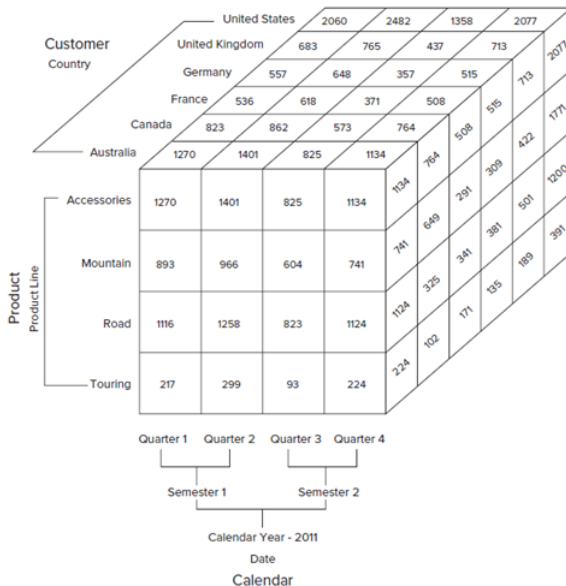 United States 2060 2482 1358 2077
Customer
Country
United Kingdom 683 765 437 713 2077
Germany 557 648 357 515 713
France 536 618 371 508 515 1771
Canada 823 862 573 764 508 422
Australia 1270 1401 825 1134 764 309 1200
Accessories 1270 1401 825 1134 1134 291 501
649 381 391
Mountain 893 966 604 741 741 341 189
325 135
Road 1116 1258 823 1124 1124 171
102
Touring 217 299 93 224 224
Product
Product Line
Quarter 1 Quarter 2 Quarter 3 Quarter 4
Semester 1 Semester 2
Calendar Year - 2011
Date
Calendar